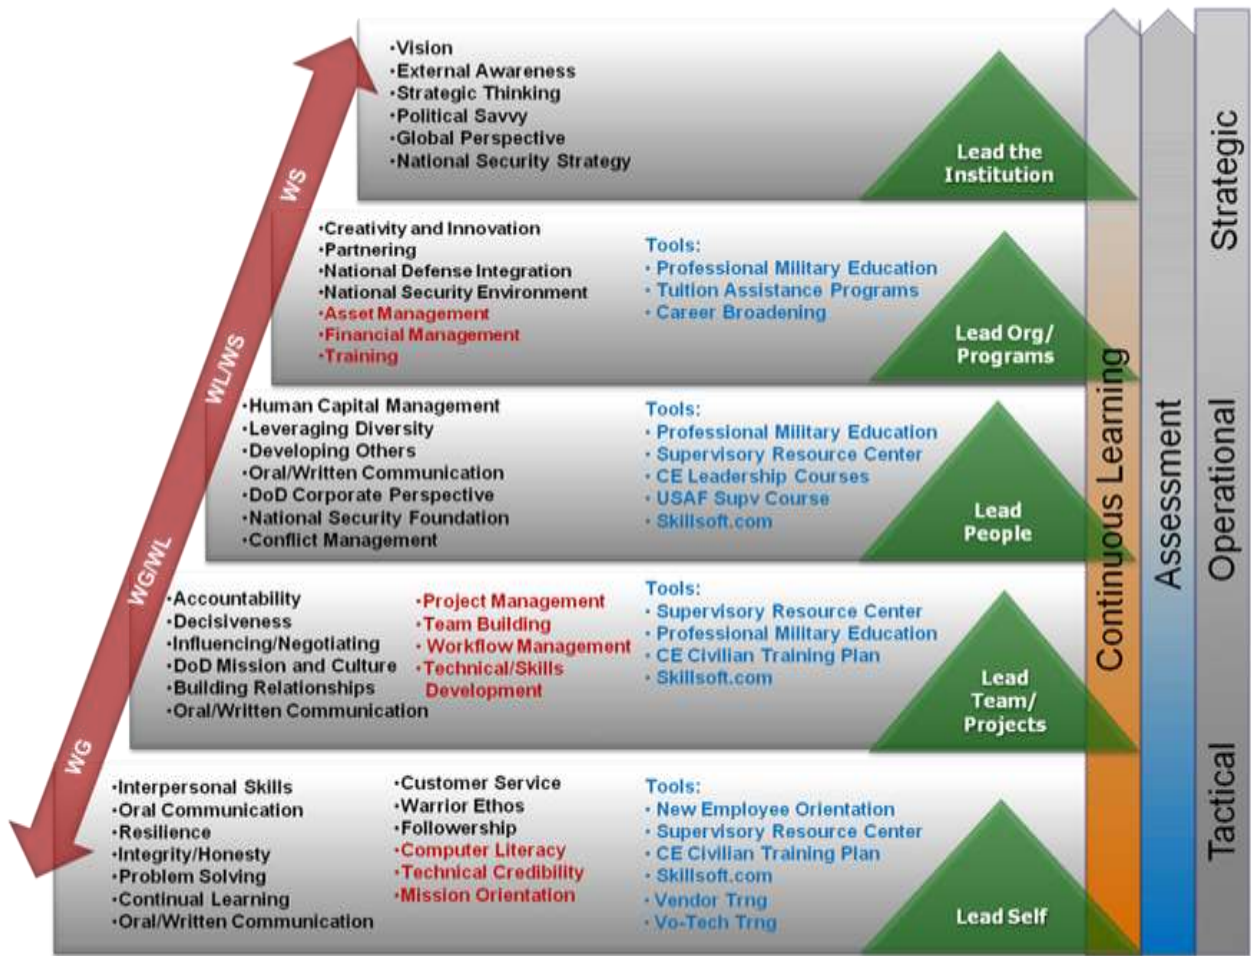 •Vision
•External Awareness
•Strategic Thinking
•Political Savvy
•Global Perspective
•National Security Strategy
Lead the
Institution
•Creativity and Innovation
•Partnering
•National Defense Integration
•National Security Environment
•Asset Management
•Financial Management
•Training
Tools:
• Professional Military Education
• Tuition Assistance Programs
• Career Broadening
Lead Org/
Programs
•Human Capital Management
•Leveraging Diversity
•Developing Others
•Oral/Written Communication
•DoD Corporate Perspective
•National Security Foundation
•Conflict Management
Tools:
• Professional Military Education
• Supervisory Resource Center
• CE Leadership Courses
• USAF Supv Course
• Skillsoft.com
Lead
People
•Accountability
•Decisiveness
•Influencing/Negotiating
•DoD Mission and Culture
•Building Relationships
•Oral/Written Communication
•Project Management
•Team Building
• Workflow Management
•Technical/Skills
Development
Tools:
• Supervisory Resource Center
• Professional Military Education
• CE Civilian Training Plan
• Skillsoft.com
Lead
Team/
Projects
•Interpersonal Skills
•Oral Communication
•Resilience
•Integrity/Honesty
•Problem Solving
•Continual Learning
•Oral/Written Communication
•Customer Service
•Warrior Ethos
•Followership
•Computer Literacy
•Technical Credibility
•Mission Orientation
Tools:
• New Employee Orientation
• Supervisory Resource Center
• CE Civilian Training Plan
• Skillsoft.com
• Vendor Trng
• Vo-Tech Trng
Lead Self
WS
WL/WS
WG/WL
WG
Continuous Learning
Assessment
Strategic
Operational
Tactical